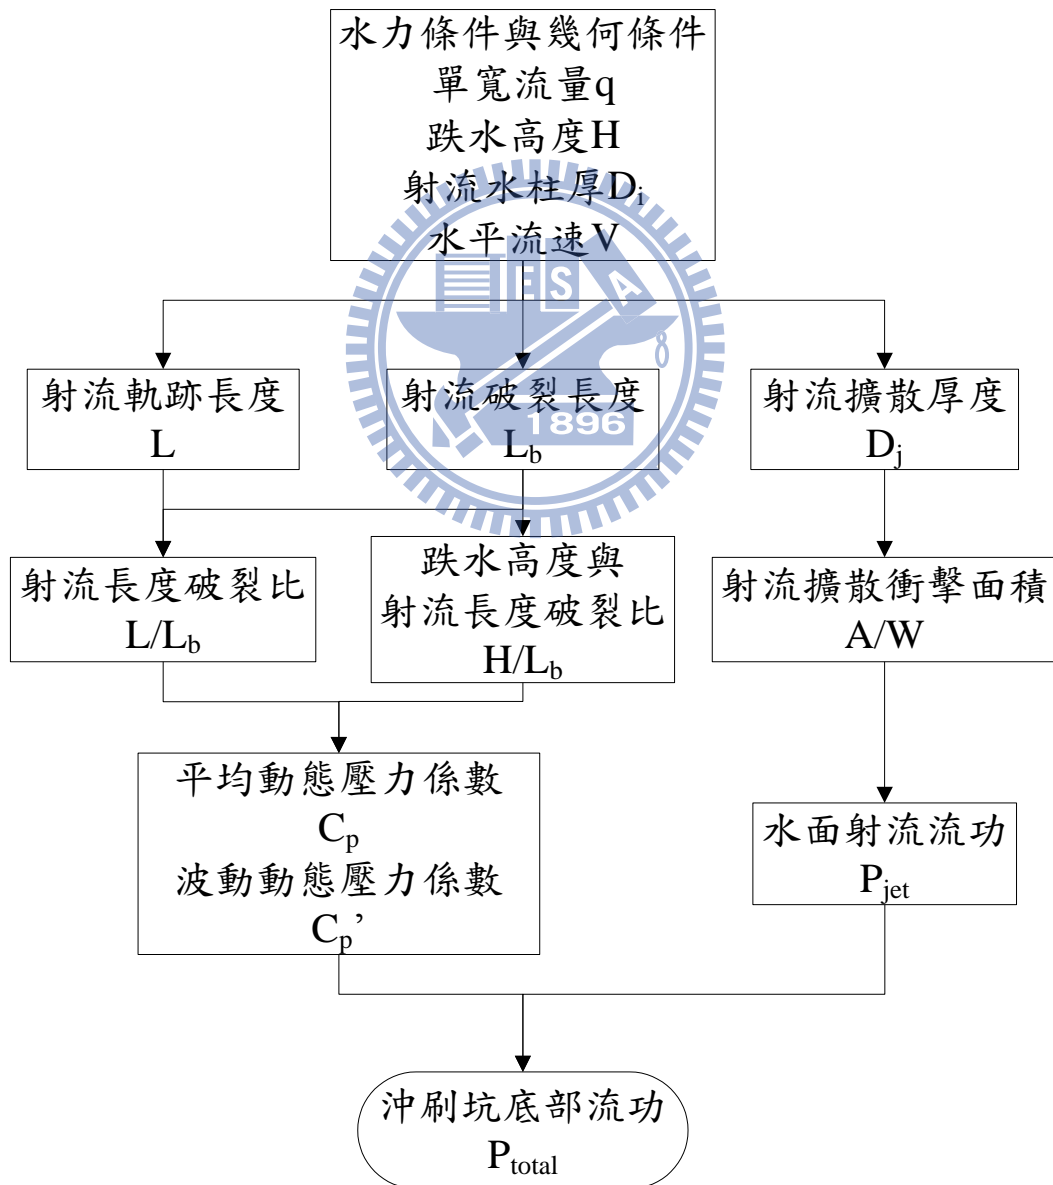 水力條件與幾何條件
單寬流量q
跌水高度H
射流水柱厚Di
水平流速V
ES
A
1896
射流軌跡長度
L
射流破裂長度
Lb
射流擴散厚度
Dj
射流長度破裂比
L/Lb
跌水高度與
射流長度破裂比
H/Lb
射流擴散衝擊面積
A/W
平均動態壓力係數
Cp
波動動態壓力係數
Cp’
水面射流流功
Pjet
沖刷坑底部流功
Ptotal